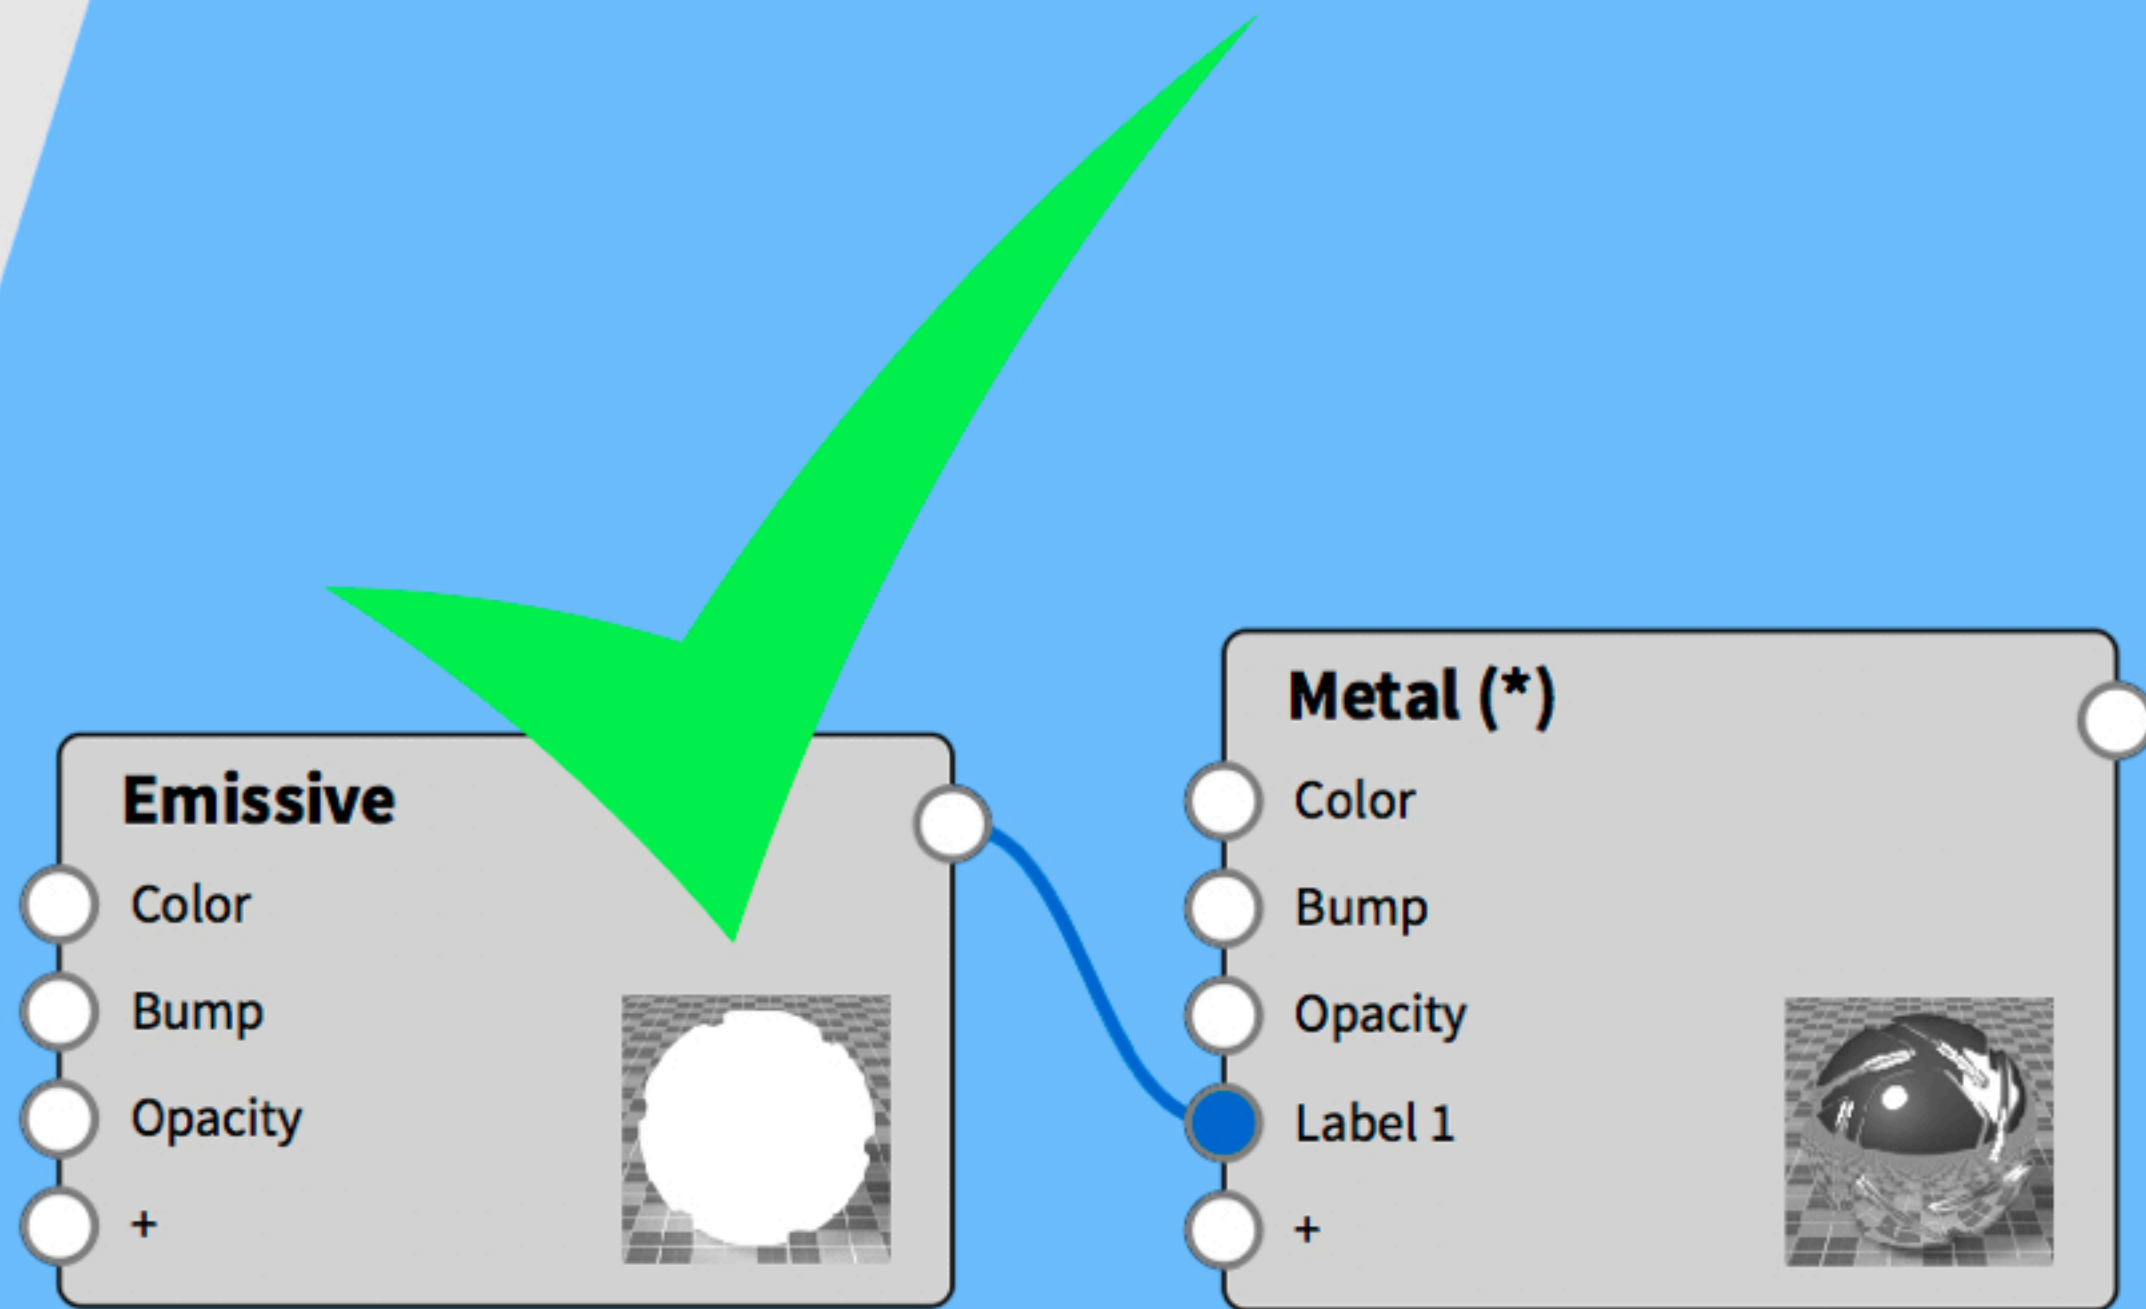 Emissive
Color
Bump
Opacity
+
Metal (*)
Color
Bump
Opacity
Label 1
+